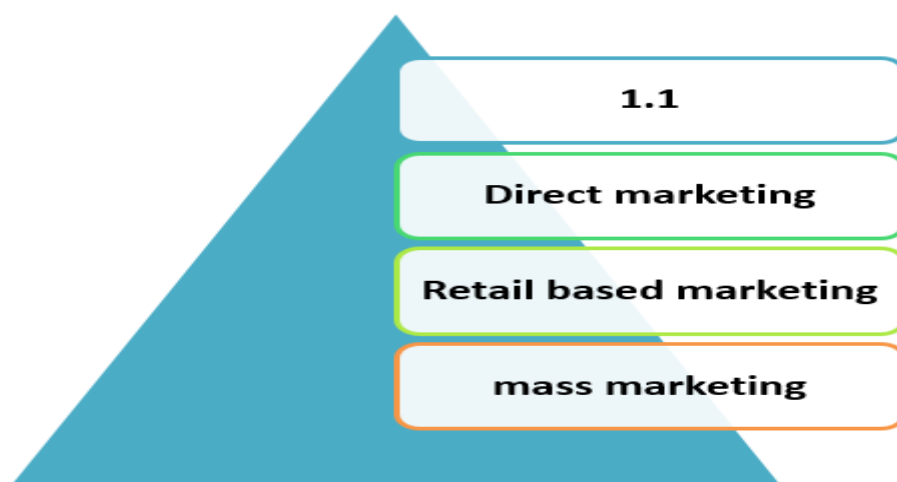 1.1
Direct marketing
Retail based marketing
mass marketing